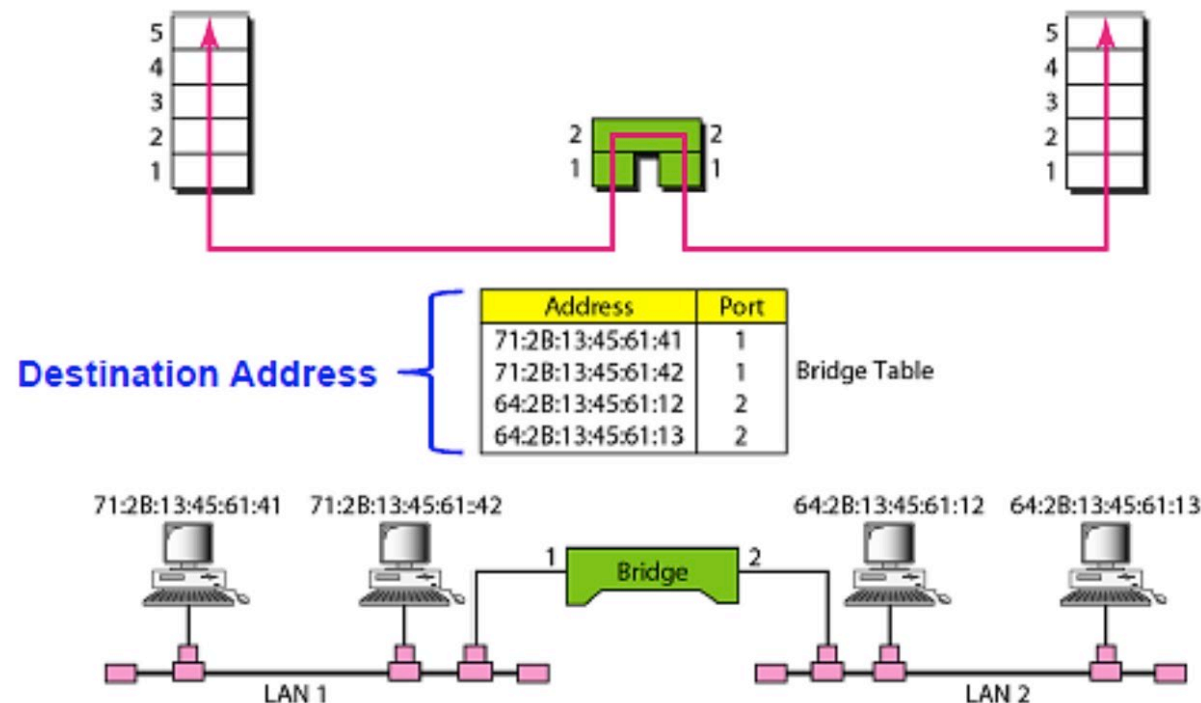 5 5
4 4
3 3
2 2 2 2
1 1 1 1
Address Port
71:2B:13:45:61:41 1
71:2B:13:45:61:42 1
64:2B:13:45:61:12 2
64:2B:13:45:61:13 2
Destination Address
Bridge Table
71:2B:13:45:61:41 71:2B:13:45:61:42 64:2B:13:45:61:12 64:2B:13:45:61:13
1 Bridge 2
LAN 1 LAN 2